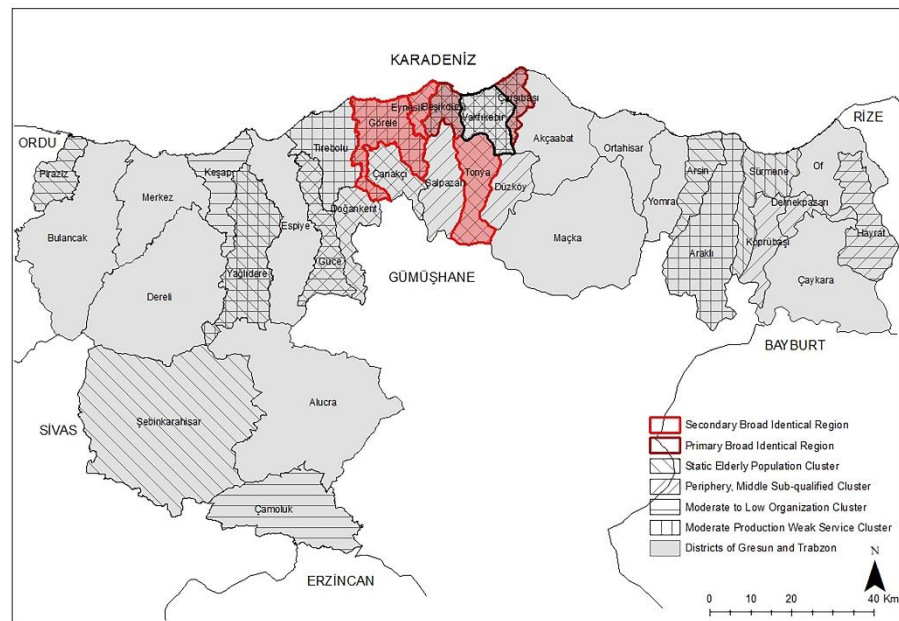 KARADENİZ
ORDU
RİZE
Piraziz
Bulancak
Merkez
Dereli
Keşap
Yağlıdere
Espiye
Güce
Tirebolu
Doğankent
Görele
Eynesil
Çanakçı
Beşikdüzü
Şalpazarı
Vakfıkebir
Tonya
Çarşıbaşı
Düzköy
Akçaabat
Maçka
Ortahisar
Yomra
Arsin
Araklı
Sürmene
Köprübaşı
Of
Dernekpazarı
Hayrat
Çaykara
GÜMÜŞHANE
BAYBURT
SİVAS
Şebinkarahisar
Alucra
Çamoluk
ERZİNCAN
Secondary Broad Identical Region
Primary Broad Identical Region
Static Elderly Population Cluster
Periphery, Middle Sub-qualified Cluster
Moderate to Low Organization Cluster
Moderate Production Weak Service Cluster
Districts of Gresun and Trabzon
N
0 10 20 40 Km